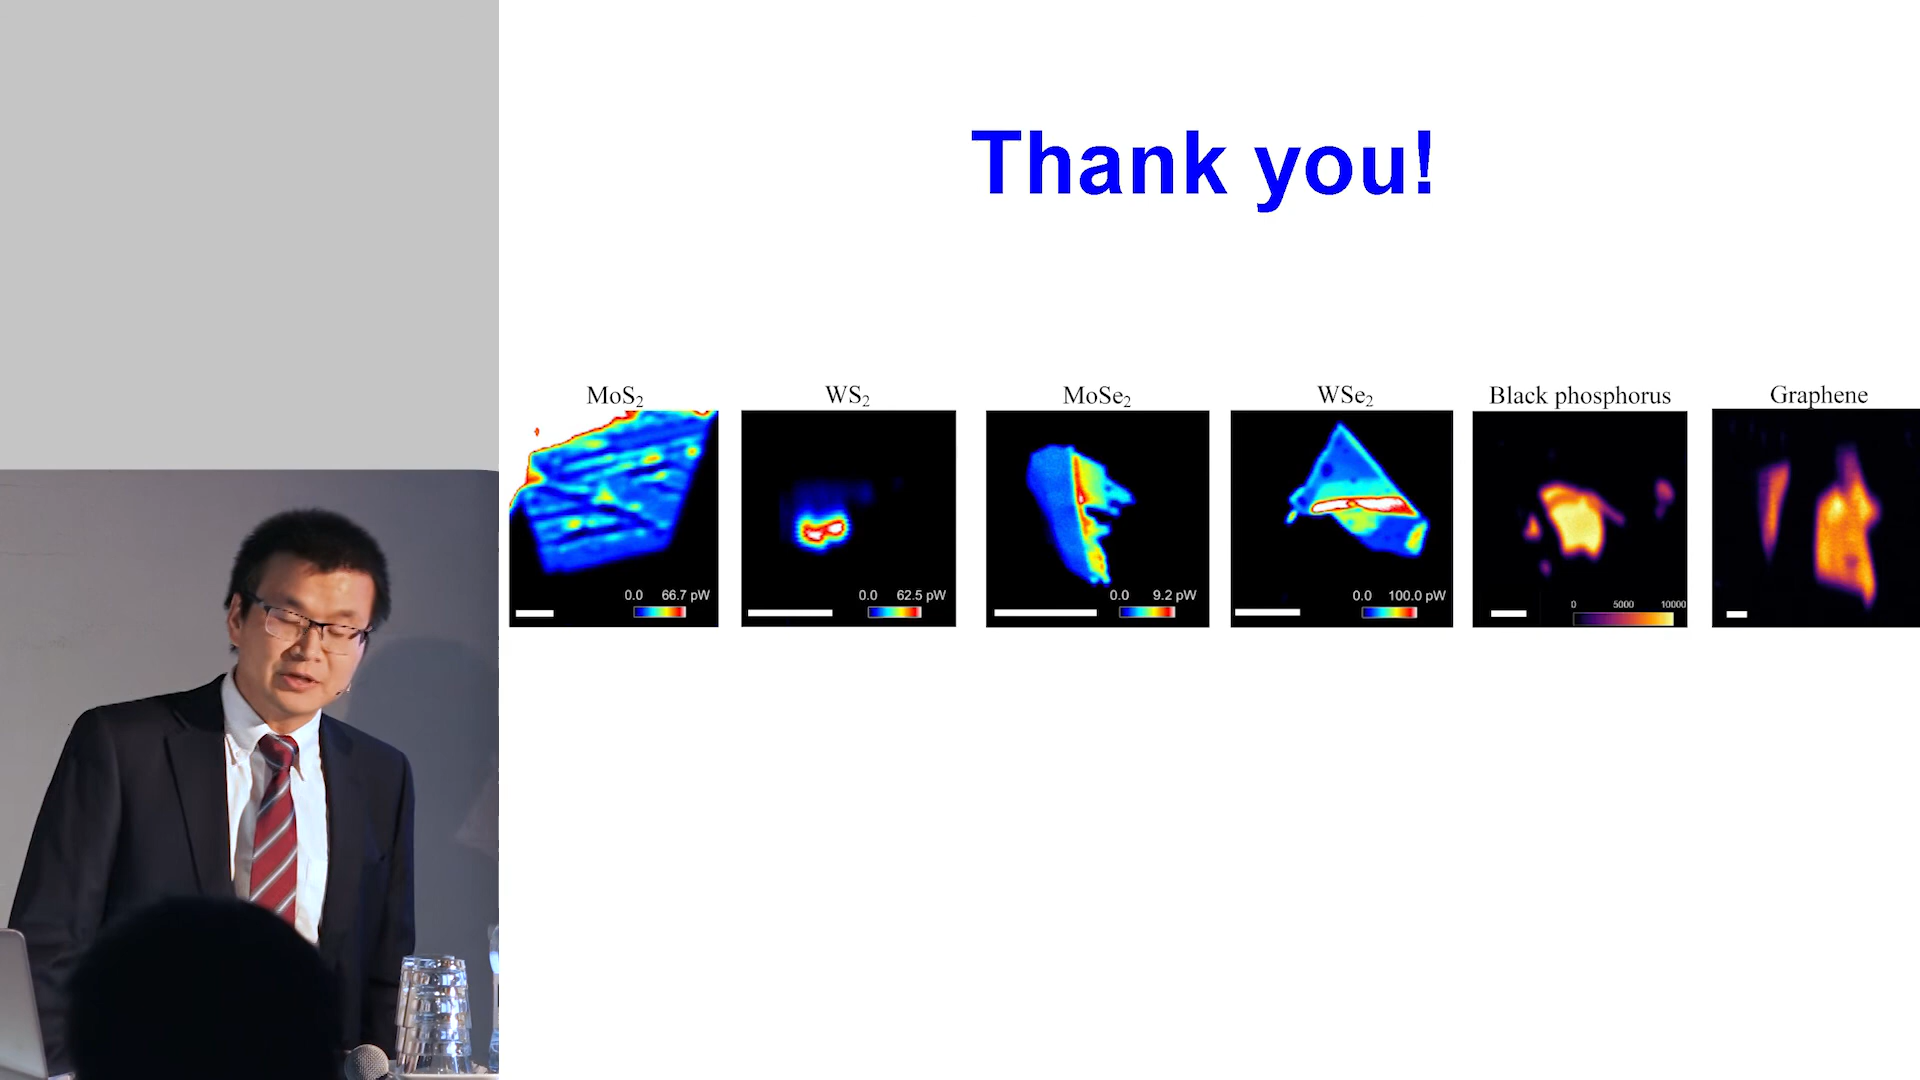 Thank you!
MoS₂
WS₂
MoSe₂
WSe₂
Black phosphorus
Graphene
0.0 66.7 pW
0.0 62.5 pW
0.0 9.2 pW
0.0 100.0 pW
0 5000 10000